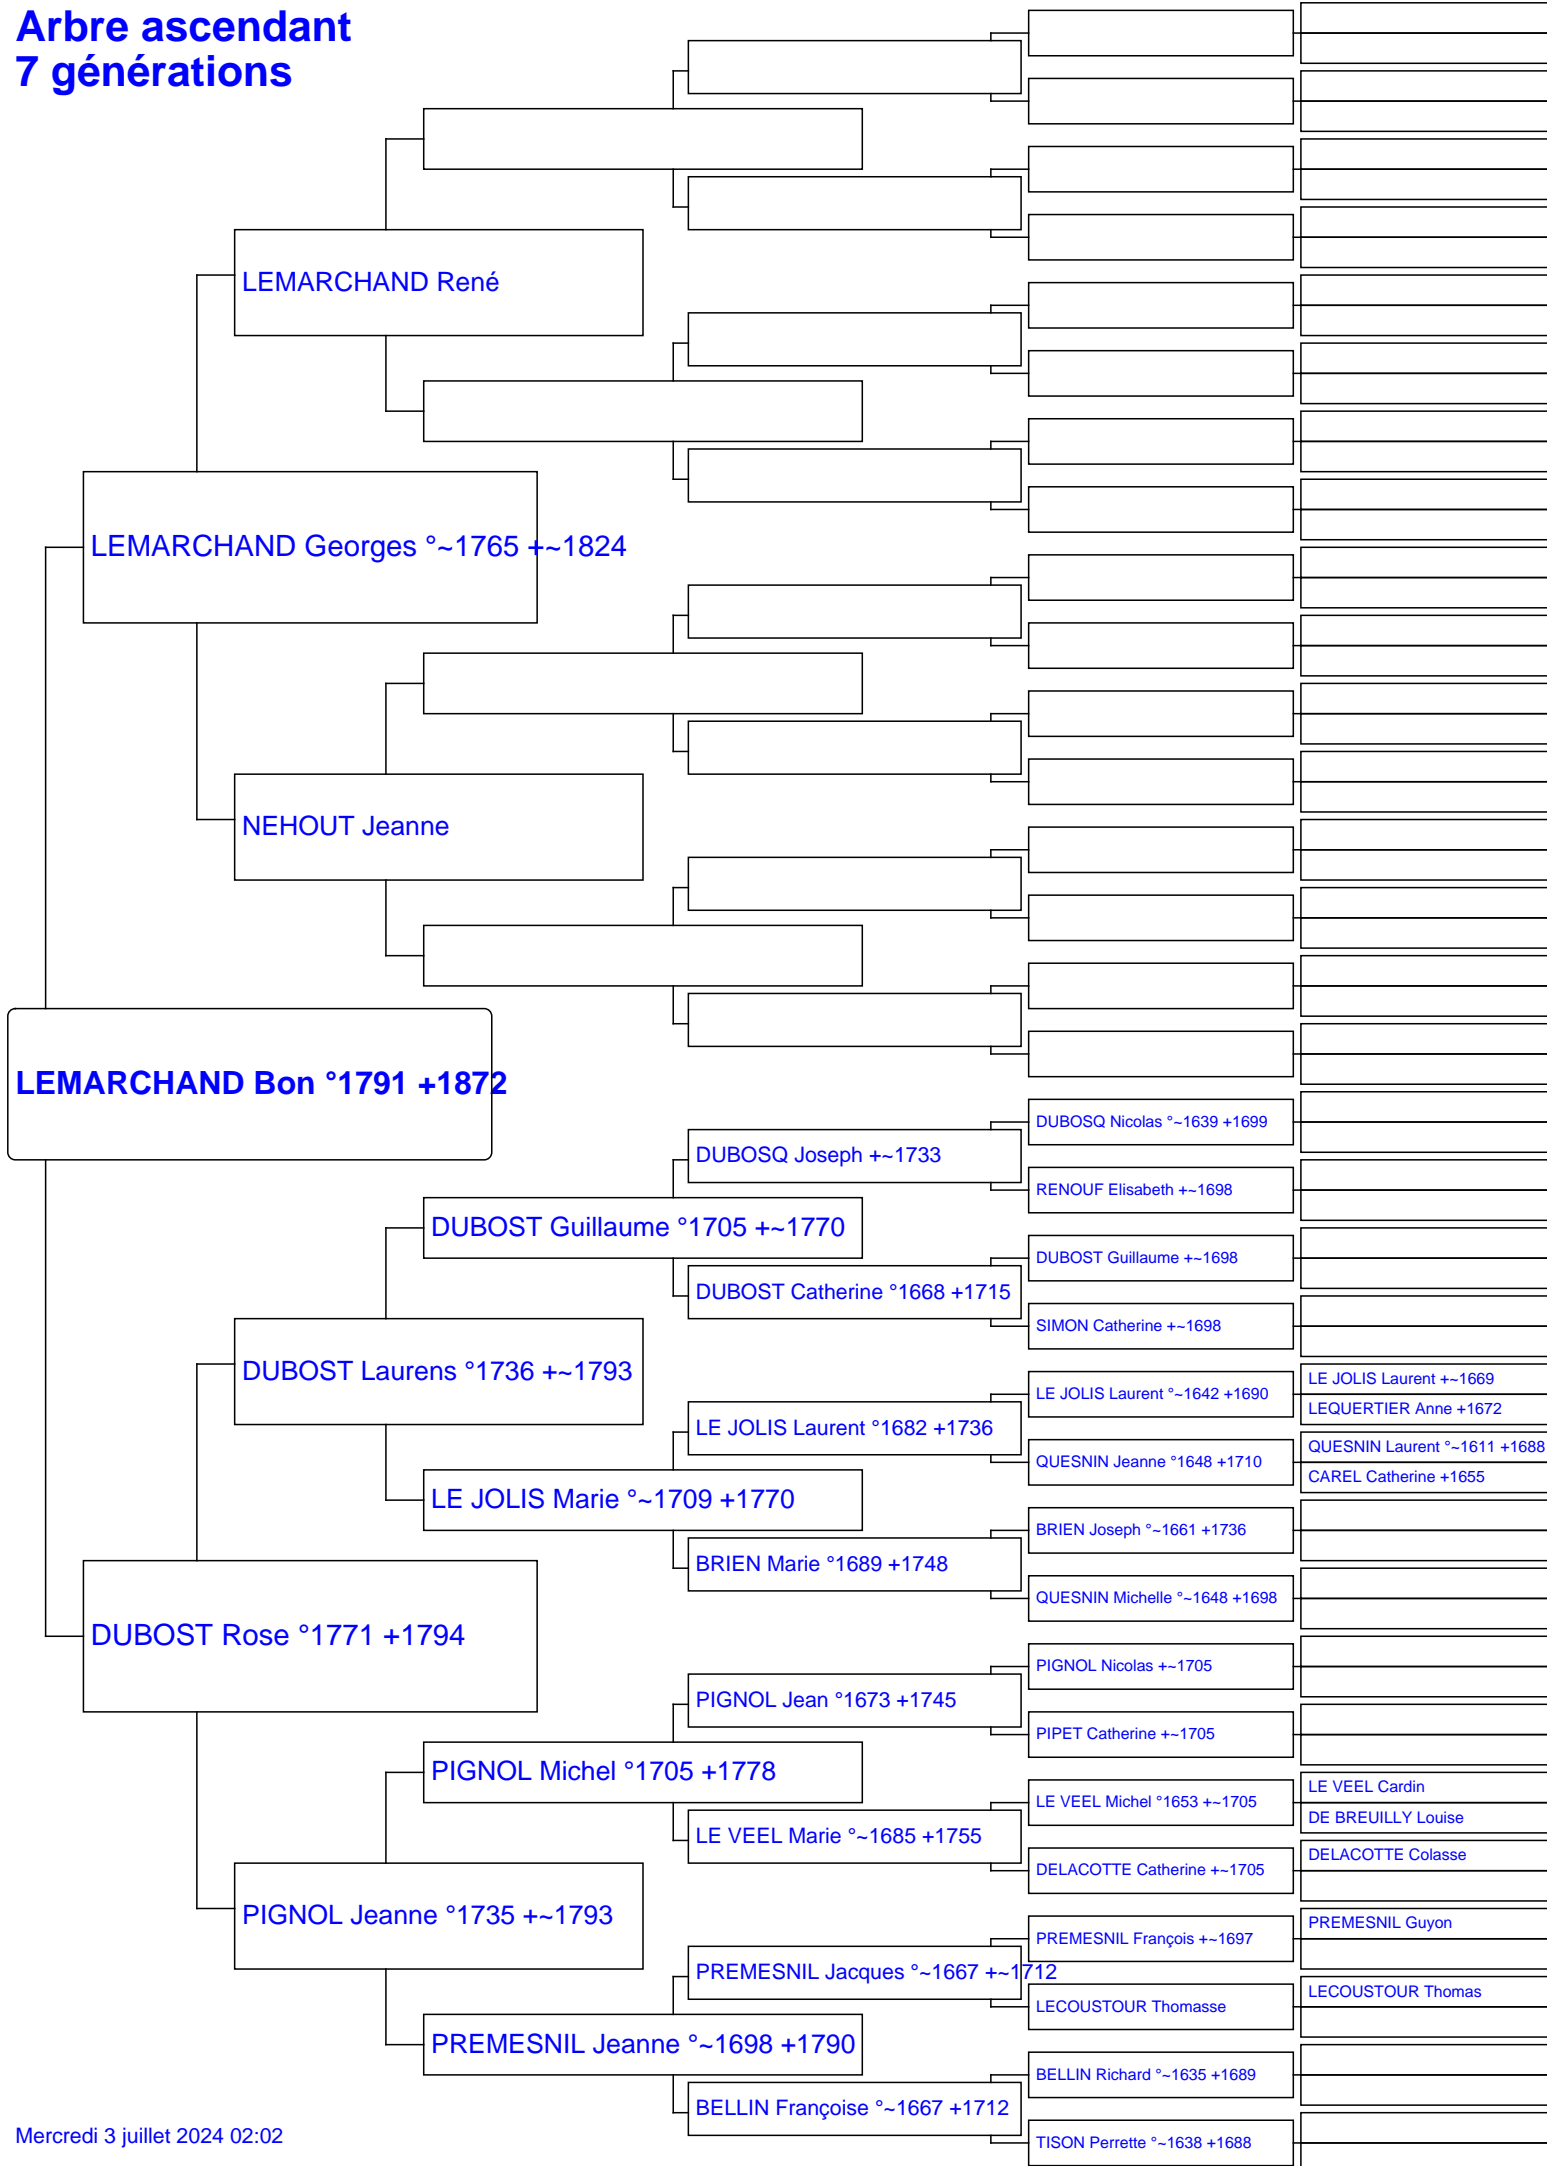 Arbre ascendant
7 générations
LEMARCHAND René
LEMARCHAND Georges °~1765 +~1824
NEHOUT Jeanne
LEMARCHAND Bon °1791 +1872
DUBOSQ Nicolas °~1639 +1699
DUBOSQ Joseph +~1733
RENOUF Elisabeth +~1698
DUBOST Guillaume °1705 +~1770
DUBOST Guillaume +~1698
DUBOST Catherine °1668 +1715
SIMON Catherine +~1698
DUBOST Laurens °1736 +~1793
LE JOLIS Laurent +~1669
LE JOLIS Laurent °~1642 +1690
LEQUERTIER Anne +1672
LE JOLIS Laurent °1682 +1736
QUESNIN Laurent °~1611 +1688
QUESNIN Jeanne °1648 +1710
CAREL Catherine +1655
LE JOLIS Marie °~1709 +1770
BRIEN Joseph °~1661 +1736
BRIEN Marie °1689 +1748
QUESNIN Michelle °~1648 +1698
DUBOST Rose °1771 +1794
PIGNOL Nicolas +~1705
PIGNOL Jean °1673 +1745
PIPET Catherine +~1705
PIGNOL Michel °1705 +1778
LE VEEL Cardin
LE VEEL Michel °1653 +~1705
DE BREUILLY Louise
LE VEEL Marie °~1685 +1755
DELACOTTE Colasse
DELACOTTE Catherine +~1705
PIGNOL Jeanne °1735 +~1793
PREMESNIL Guyon
PREMESNIL François +~1697
PREMESNIL Jacques °~1667 +~1712
LECOUSTOUR Thomas
LECOUSTOUR Thomasse
PREMESNIL Jeanne °~1698 +1790
BELLIN Richard °~1635 +1689
BELLIN Françoise °~1667 +1712
TISON Perrette °~1638 +1688
Mercredi 3 juillet 2024 02:02